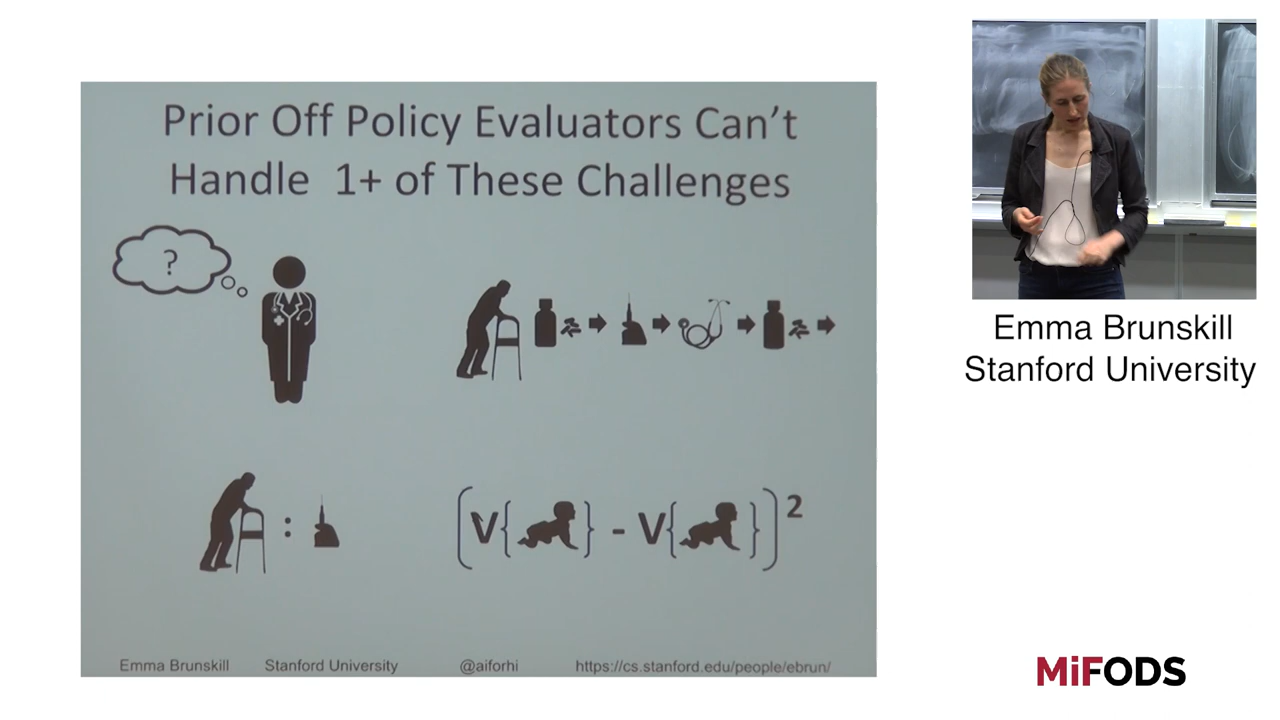 Prior Off Policy Evaluators Can't
Handle 1+ of These Challenges
?
:
(V{ } - V{ })²
Emma Brunskill Stanford University @aiforhi https://cs.stanford.edu/people/ebrun/
Emma Brunskill
Stanford University
MiFODS